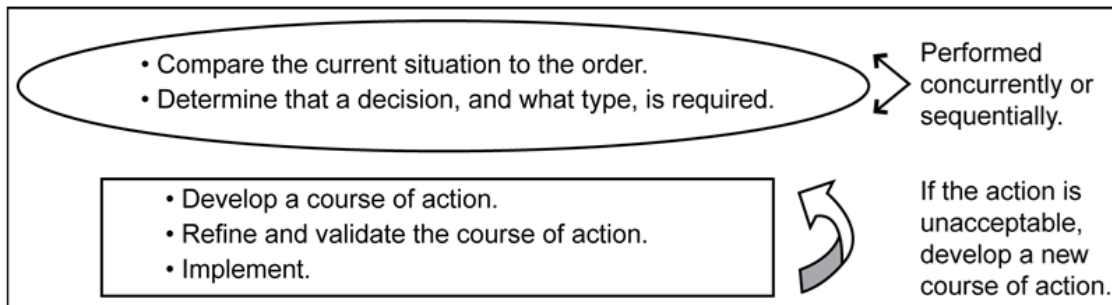 • Compare the current situation to the order.
• Determine that a decision, and what type, is required.
Performed
concurrently or
sequentially.
• Develop a course of action.
• Refine and validate the course of action.
• Implement.
If the action is
unacceptable,
develop a new
course of action.